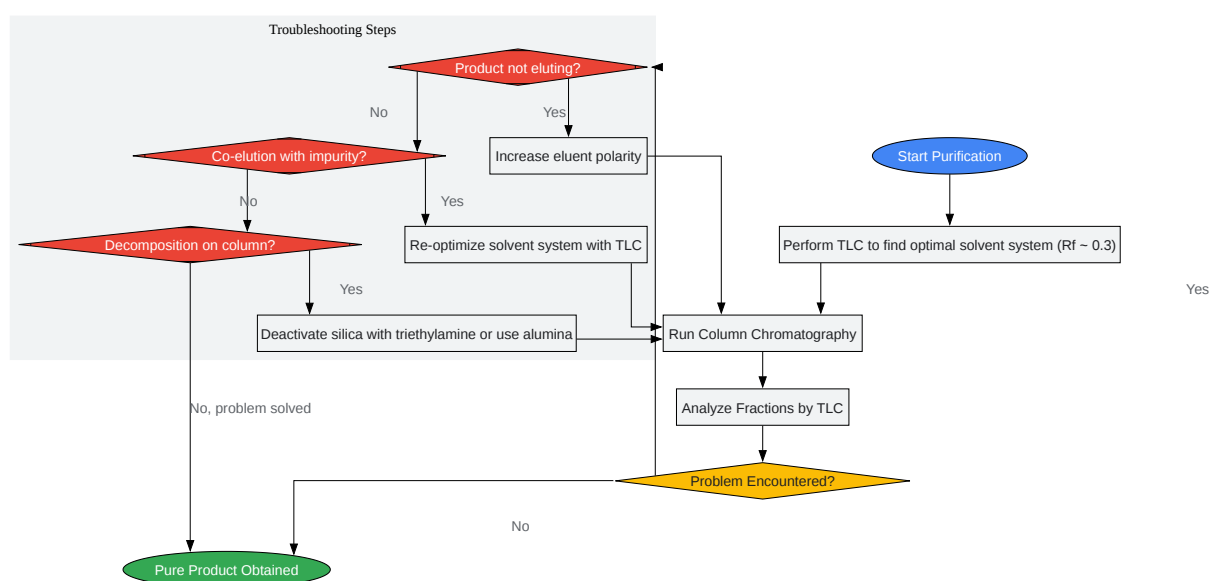 Troubleshooting Steps
Product not eluting?
No
Yes
Co-elution with impurity?
Increase eluent polarity
Start Purification
No
Yes
Decomposition on column?
Re-optimize solvent system with TLC
Perform TLC to find optimal solvent system (Rf ~ 0.3)
Yes
Yes
Deactivate silica with triethylamine or use alumina
Run Column Chromatography
No, problem solved
Analyze Fractions by TLC
Problem Encountered?
No
Pure Product Obtained